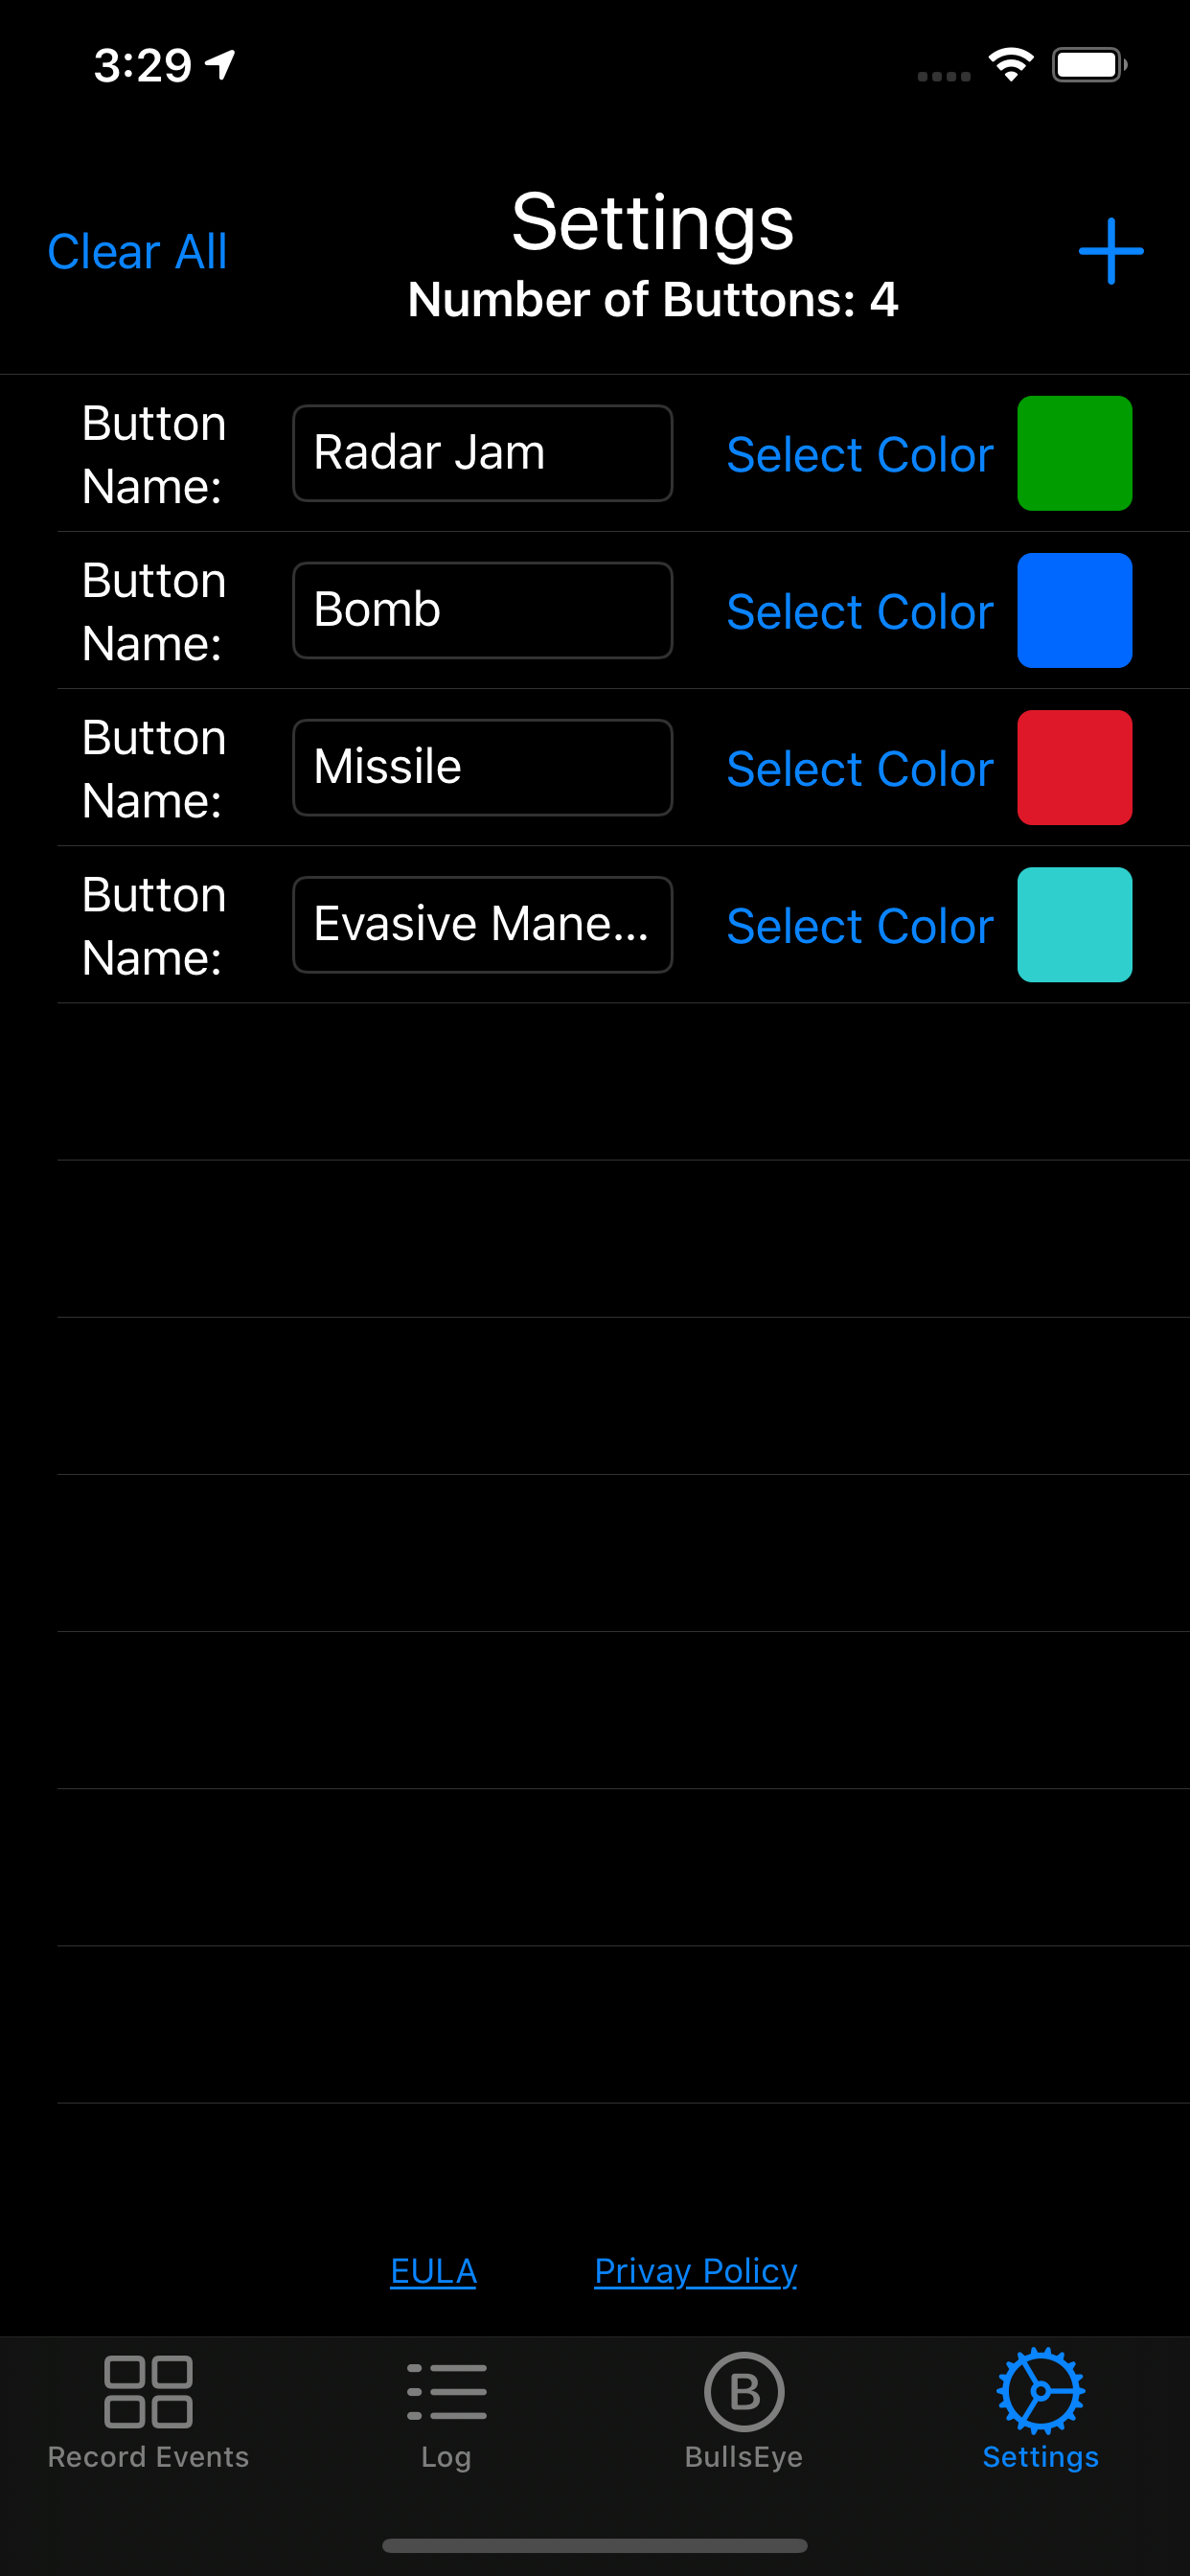 3:29
Clear All
Settings
Number of Buttons: 4
Button
Name:
Radar Jam
Select Color
Button
Name:
Bomb
Select Color
Button
Name:
Missile
Select Color
Button
Name:
Evasive Mane...
Select Color
EULA
Privay Policy
B
Record Events
Log
BullsEye
Settings